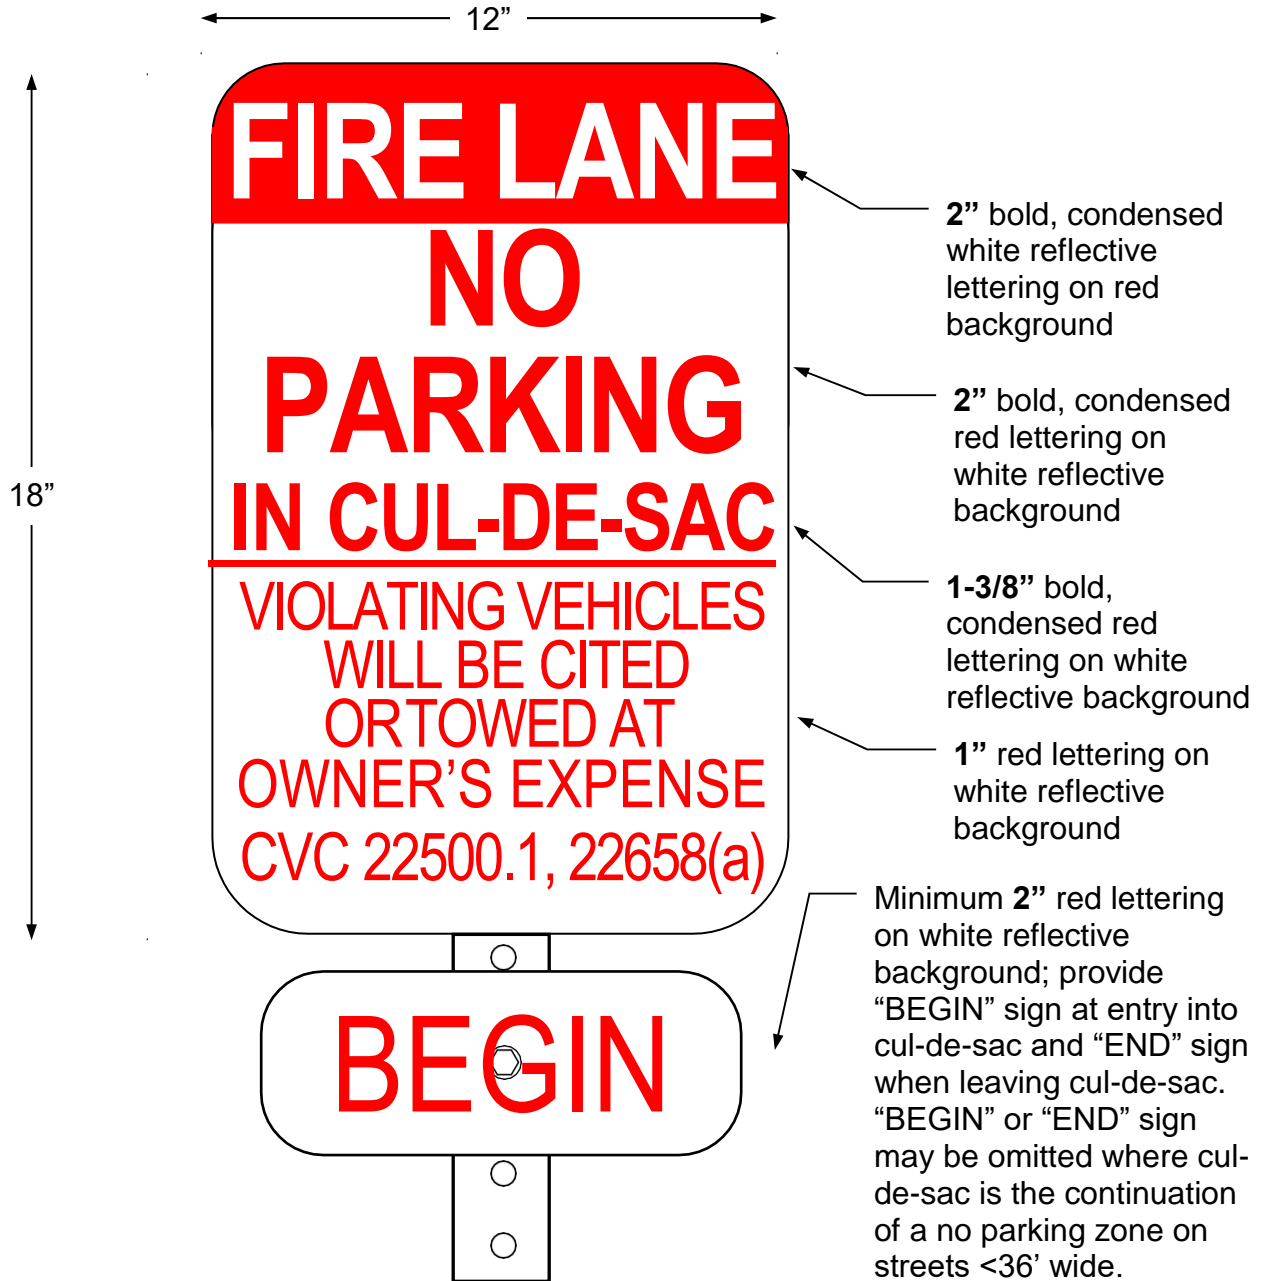 12”
18”
FIRE LANE
NO
PARKING
IN CUL-DE-SAC
VIOLATING VEHICLES
WILL BE CITED
ORTOWED AT
OWNER’S EXPENSE
CVC 22500.1, 22658(a)
BEGIN
2” bold, condensed
white reflective
lettering on red
background
2” bold, condensed
red lettering on
white reflective
background
1-3/8” bold,
condensed red
lettering on white
reflective background
1” red lettering on
white reflective
background
Minimum 2” red lettering
on white reflective
background; provide
“BEGIN” sign at entry into
cul-de-sac and “END” sign
when leaving cul-de-sac.
“BEGIN” or “END” sign
may be omitted where cul-
de-sac is the continuation
of a no parking zone on
streets <36’ wide.